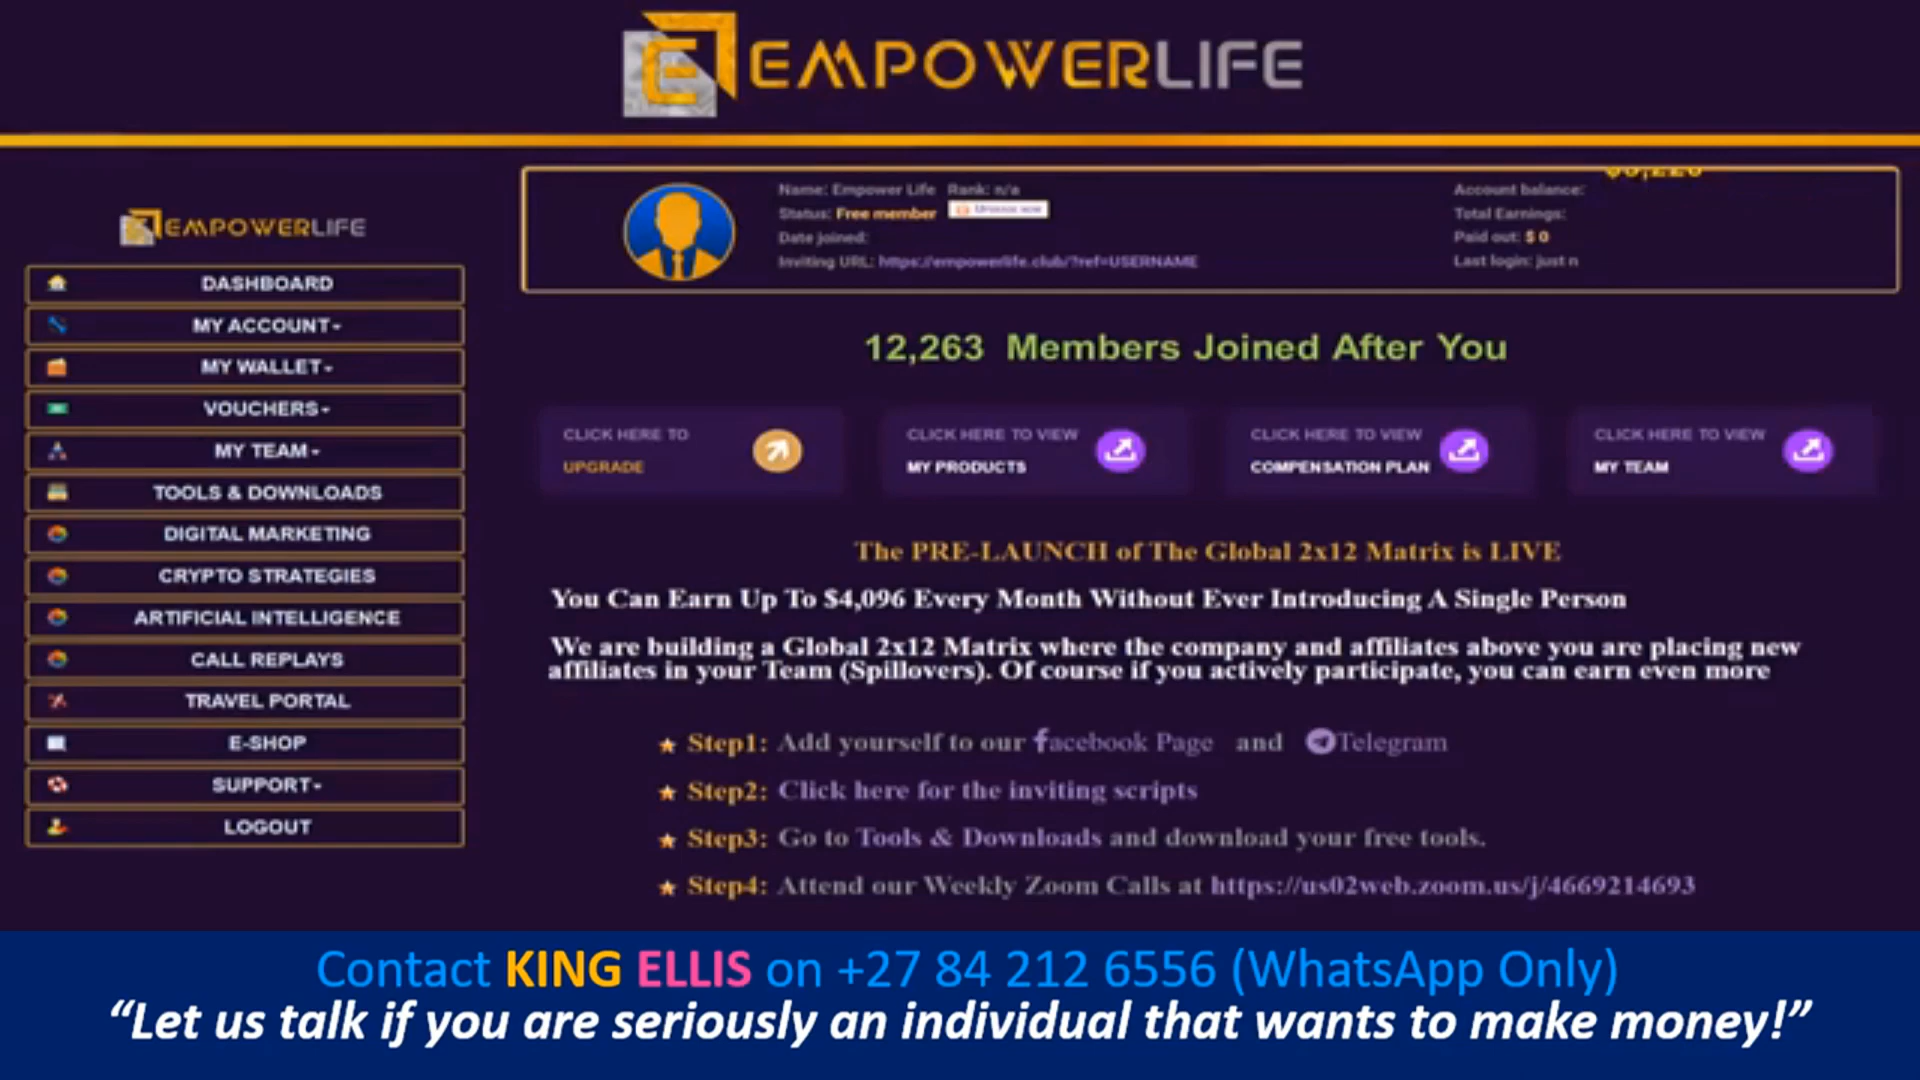 EMPOWERLIFE
EMPOWERLIFE
DASHBOARD
MY ACCOUNT
MY WALLET
VOUCHERS
MY TEAM
TOOLS & DOWNLOADS
DIGITAL MARKETING
CRYPTO STRATEGIES
ARTIFICIAL INTELLIGENCE
CALL REPLAYS
TRAVEL PORTAL
E-SHOP
SUPPORT
LOGOUT
Name: Empower Life Rank: n/a
Status: Free member
Date joined:
Inviting URL: https://empowerlife.club/?ref=USERNAME
Account balance:
Total Earnings:
Paid out: $ 0
Last login: just n
12,263 Members Joined After You
CLICK HERE TO
UPGRADE
CLICK HERE TO VIEW
MY PRODUCTS
CLICK HERE TO VIEW
COMPENSATION PLAN
CLICK HERE TO VIEW
MY TEAM
The PRE-LAUNCH of The Global 2x12 Matrix is LIVE
You Can Earn Up To $4,096 Every Month Without Ever Introducing A Single Person
We are building a Global 2x12 Matrix where the company and affiliates above you are placing new
affiliates in your Team (Spillovers). Of course if you actively participate, you can earn even more
Step1: Add yourself to our facebook Page and Telegram
Step2: Click here for the inviting scripts
Step3: Go to Tools & Downloads and download your free tools.
Step4: Attend our Weekly Zoom Calls at https://us02web.zoom.us/j/4669214693
Contact KING ELLIS on +27 84 212 6556 (WhatsApp Only)
“Let us talk if you are seriously an individual that wants to make money!”